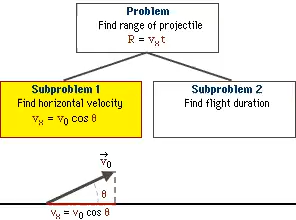 Problem
Find range of projectile
R = vₓt
Subproblem 1
Find horizontal velocity
vₓ = v₀ cos θ
Subproblem 2
Find flight duration
v⃗₀
θ
vₓ = v₀ cos θ